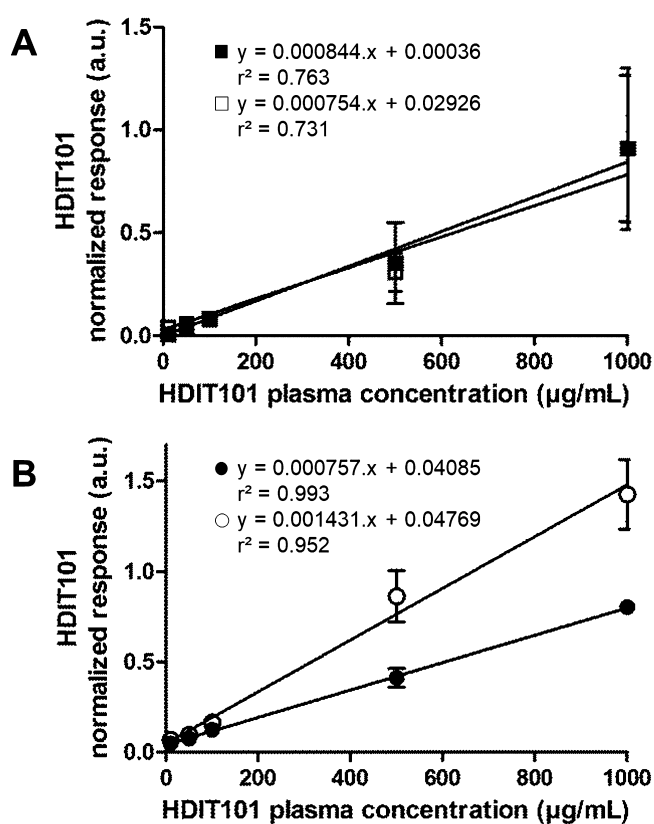 A
1.5
1.0
0.5
0.0
HDIT101
normalized response (a.u.)
y = 0.000844.x + 0.00036
r² = 0.763
y = 0.000754.x + 0.02926
r² = 0.731
0 200 400 600 800 1000
HDIT101 plasma concentration (µg/mL)
B
1.5
1.0
0.5
0.0
HDIT101
normalized response (a.u.)
y = 0.000757.x + 0.04085
r² = 0.993
y = 0.001431.x + 0.04769
r² = 0.952
0 200 400 600 800 1000
HDIT101 plasma concentration (µg/mL)